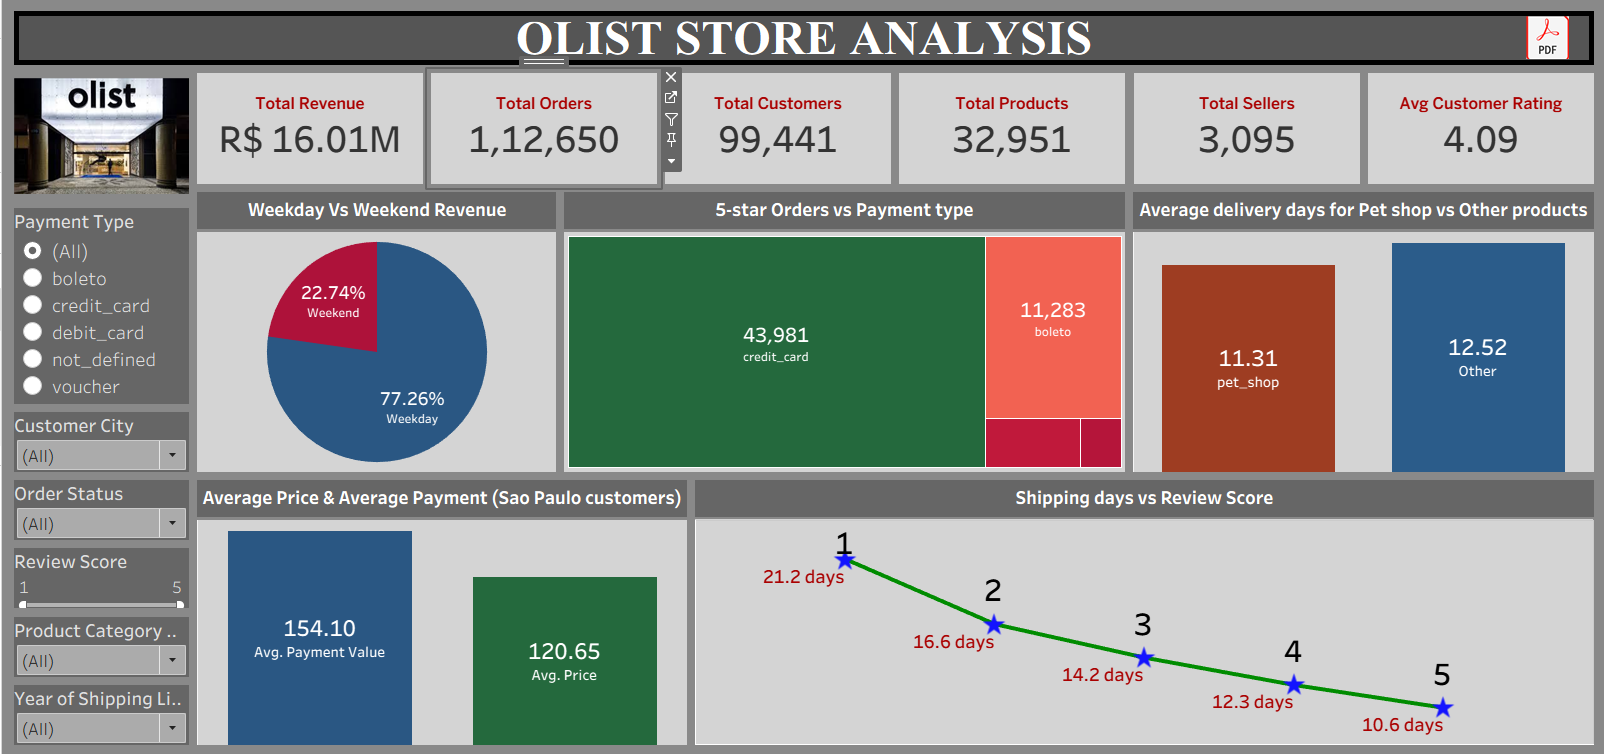 OLIST STORE ANALYSIS
PDF
olist
Total Revenue
R$ 16.01M
Total Orders
1,12,650
Total Customers
99,441
Total Products
32,951
Total Sellers
3,095
Avg Customer Rating
4.09
Payment Type
(All)
boleto
credit_card
debit_card
not_defined
voucher
Customer City
(All)
Order Status
(All)
Review Score
1 5
Product Category ..
(All)
Year of Shipping Li..
(All)
Weekday Vs Weekend Revenue
22.74%
Weekend
77.26%
Weekday
5-star Orders vs Payment type
43,981
credit_card
11,283
boleto
Average delivery days for Pet shop vs Other products
11.31
pet_shop
12.52
Other
Average Price & Average Payment (Sao Paulo customers)
154.10
Avg. Payment Value
120.65
Avg. Price
Shipping days vs Review Score
1
21.2 days
2
16.6 days
3
14.2 days
4
12.3 days
5
10.6 days